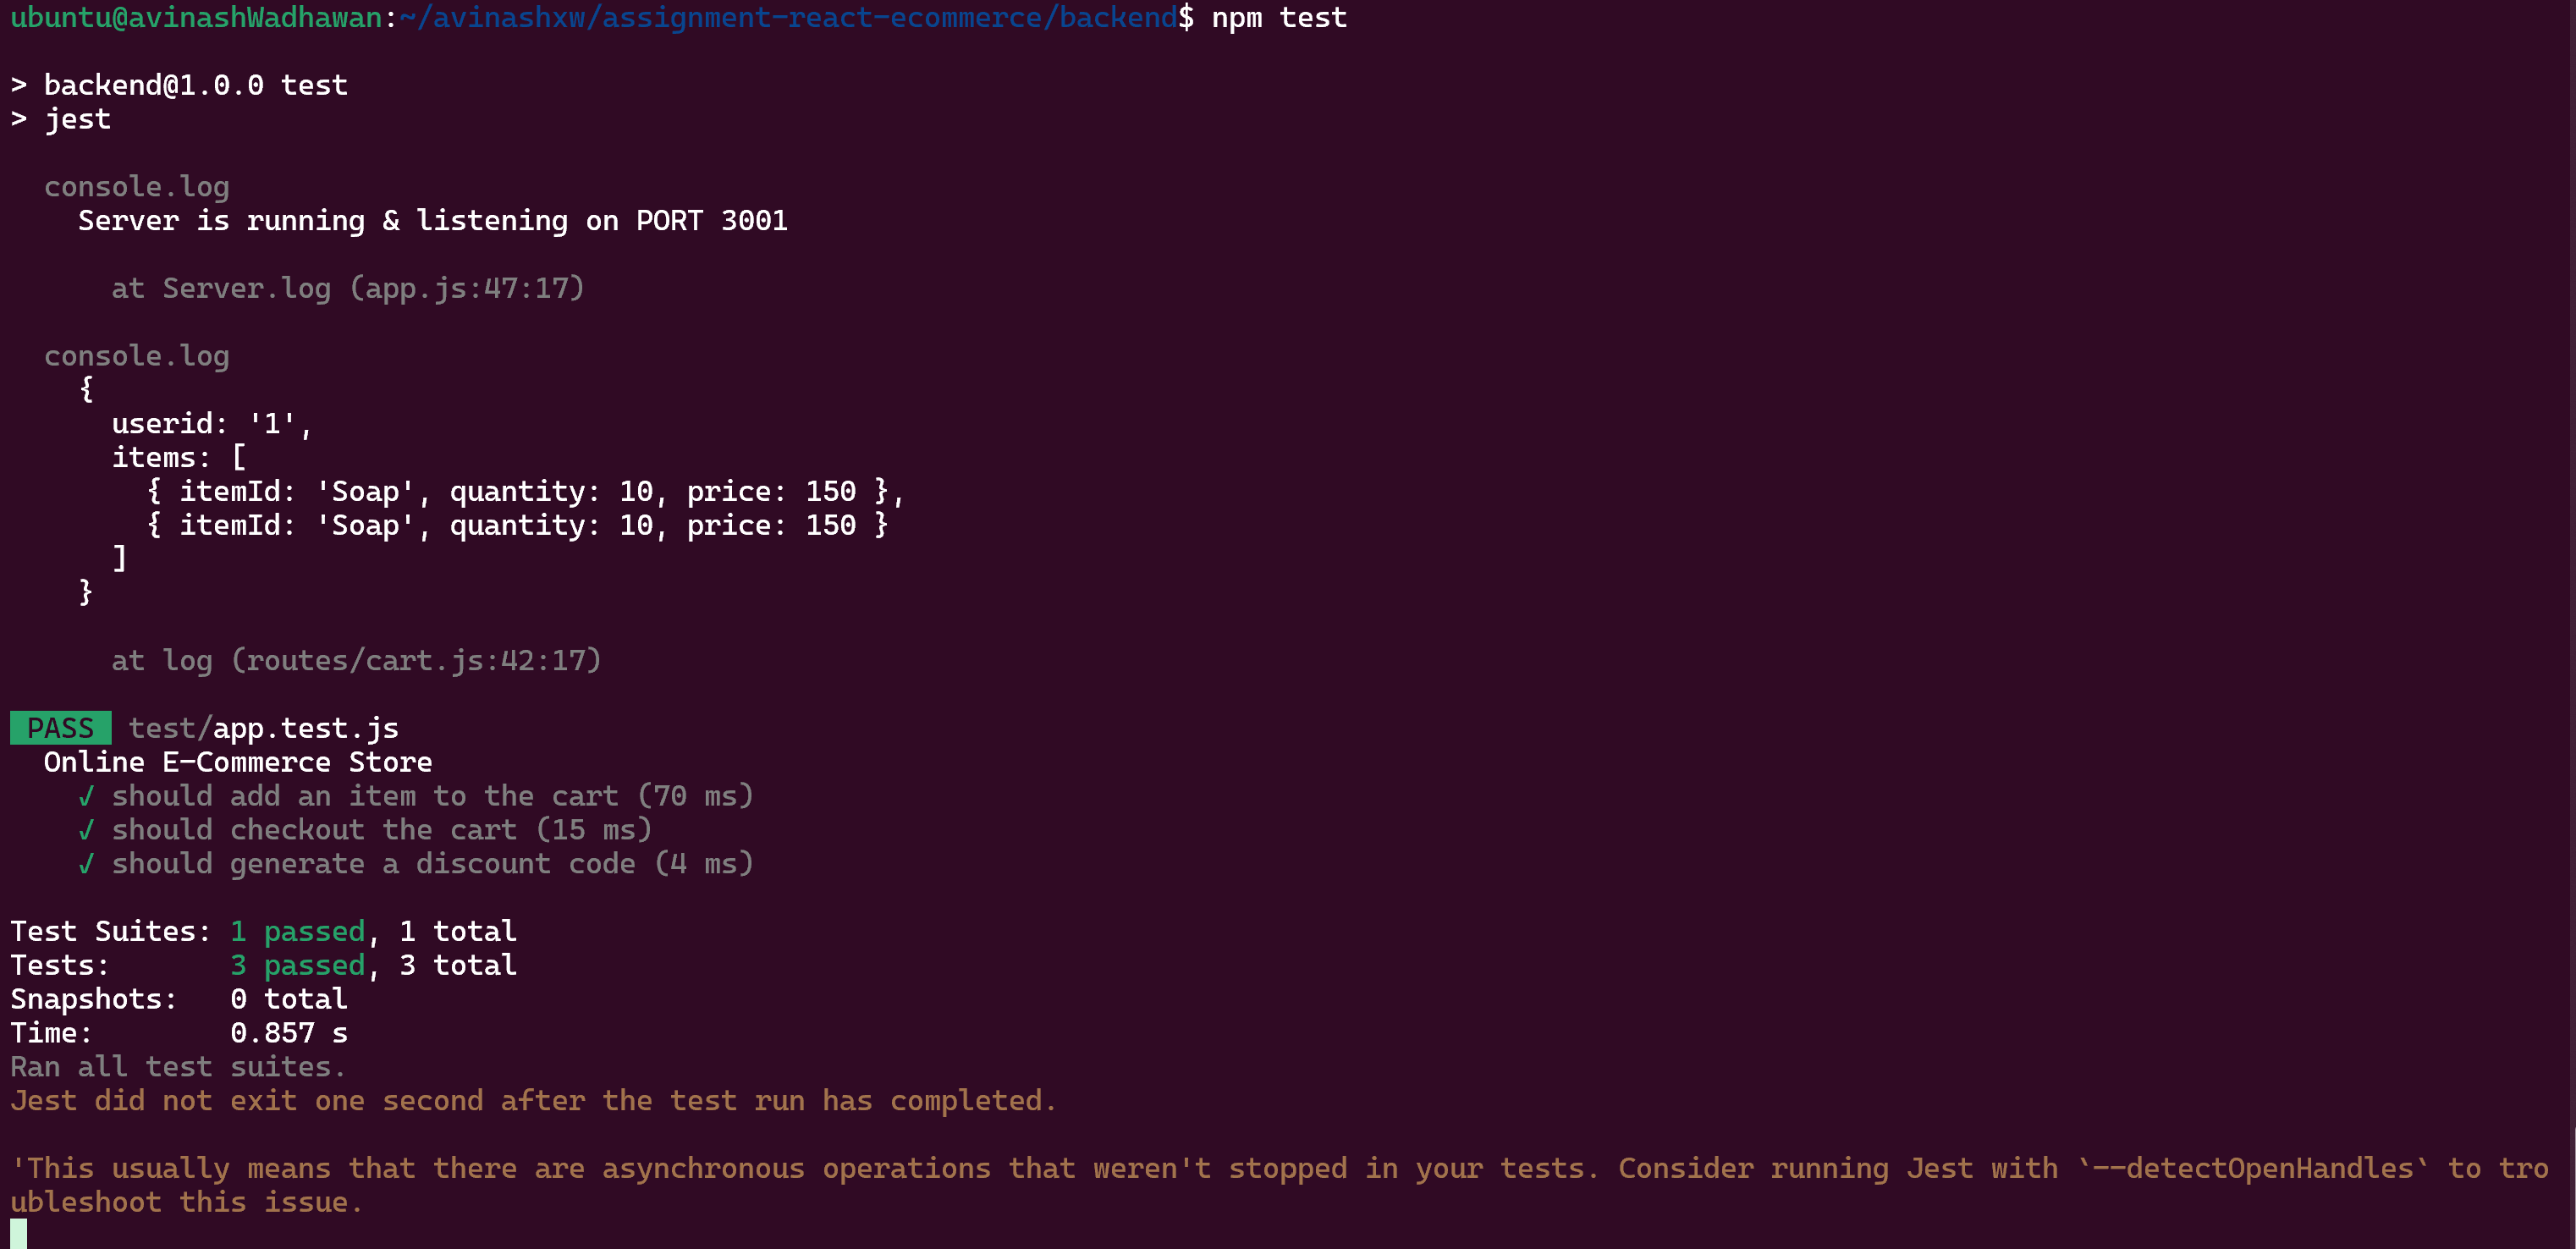 ubuntu@avinashWadhawan:~/avinashxw/assignment-react-ecommerce/backend$ npm test
> backend@1.0.0 test
> jest
console.log
Server is running & listening on PORT 3001
at Server.log (app.js:47:17)
console.log
{
userid: '1',
items: [
{ itemId: 'Soap', quantity: 10, price: 150 },
{ itemId: 'Soap', quantity: 10, price: 150 }
]
}
at log (routes/cart.js:42:17)
PASS test/app.test.js
Online E-Commerce Store
✓ should add an item to the cart (70 ms)
✓ should checkout the cart (15 ms)
✓ should generate a discount code (4 ms)
Test Suites: 1 passed, 1 total
Tests: 3 passed, 3 total
Snapshots: 0 total
Time: 0.857 s
Ran all test suites.
Jest did not exit one second after the test run has completed.
'This usually means that there are asynchronous operations that weren't stopped in your tests. Consider running Jest with `--detectOpenHandles` to tro
ubleshoot this issue.